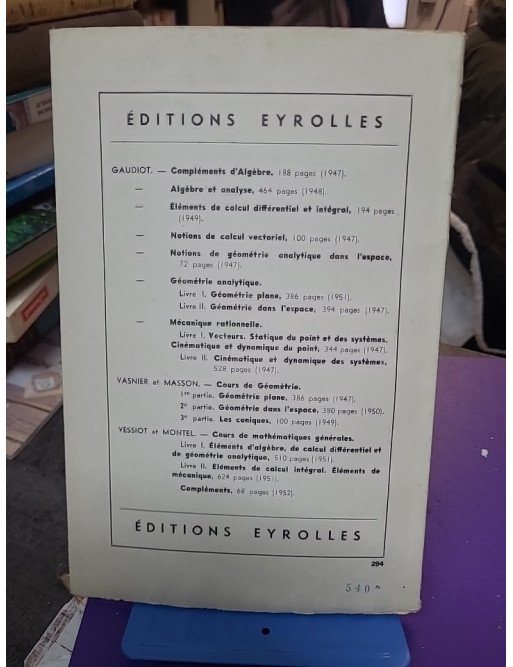 ÉDITIONS EYROLLES
GAUDIOT. — Compléments d'Algèbre, 188 pages (1947).
— Algèbre et analyse, 464 pages (1948).
— Éléments de calcul différentiel et intégral, 194 pages
(1949).
— Notions de calcul vectoriel, 100 pages (1947).
— Notions de géométrie analytique dans l'espace,
72 pages (1947).
— Géométrie analytique.
Livre I. Géométrie plane, 386 pages (1951).
Livre II. Géométrie dans l'espace, 394 pages (1947).
— Mécanique rationnelle.
Livre I. Vecteurs. Statique du point et des systèmes.
Cinématique et dynamique du point, 344 pages (1947).
Livre II. Cinématique et dynamique des systèmes,
528 pages (1947).
VASNIER et MASSON. — Cours de Géométrie.
1re partie. Géométrie plane, 386 pages (1947).
2e partie. Géométrie dans l'espace, 380 pages (1950).
3e partie. Les coniques, 100 pages (1949).
VESSIOT et MONTEL. — Cours de mathématiques générales.
Livre I. Éléments d'algèbre, de calcul différentiel et
de géométrie analytique, 510 pages (1951).
Livre II. Eléments de calcul intégral. Éléments de
mécanique, 624 pages (1951).
Compléments, 68 pages (1952)
ÉDITIONS EYROLLES
294
540